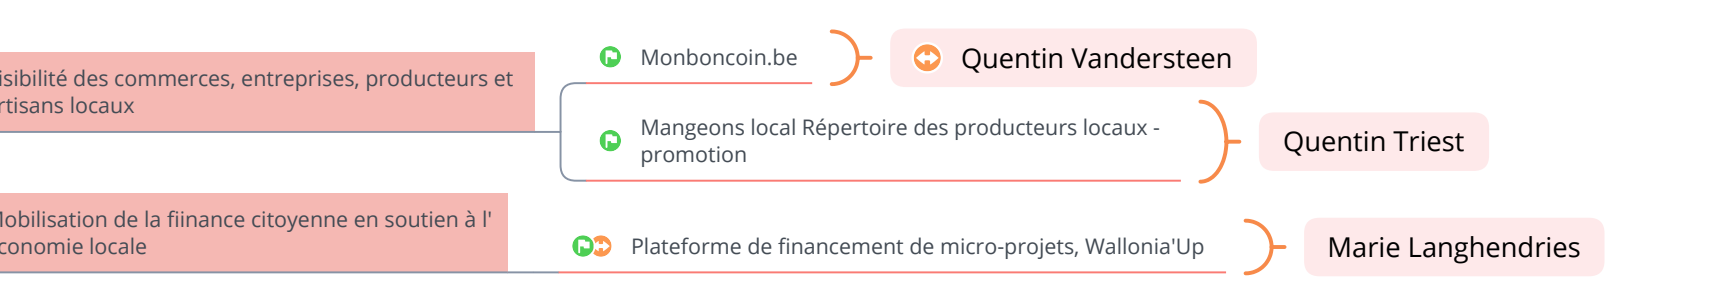 isibilité des commerces, entreprises, producteurs et
rtisans locaux
Monboncoin.be
Quentin Vandersteen
Mangeons local Répertoire des producteurs locaux -
promotion
Quentin Triest
lobilisation de la fiinance citoyenne en soutien à l'
conomie locale
Plateforme de financement de micro-projets, Wallonia'Up
Marie Langhendries